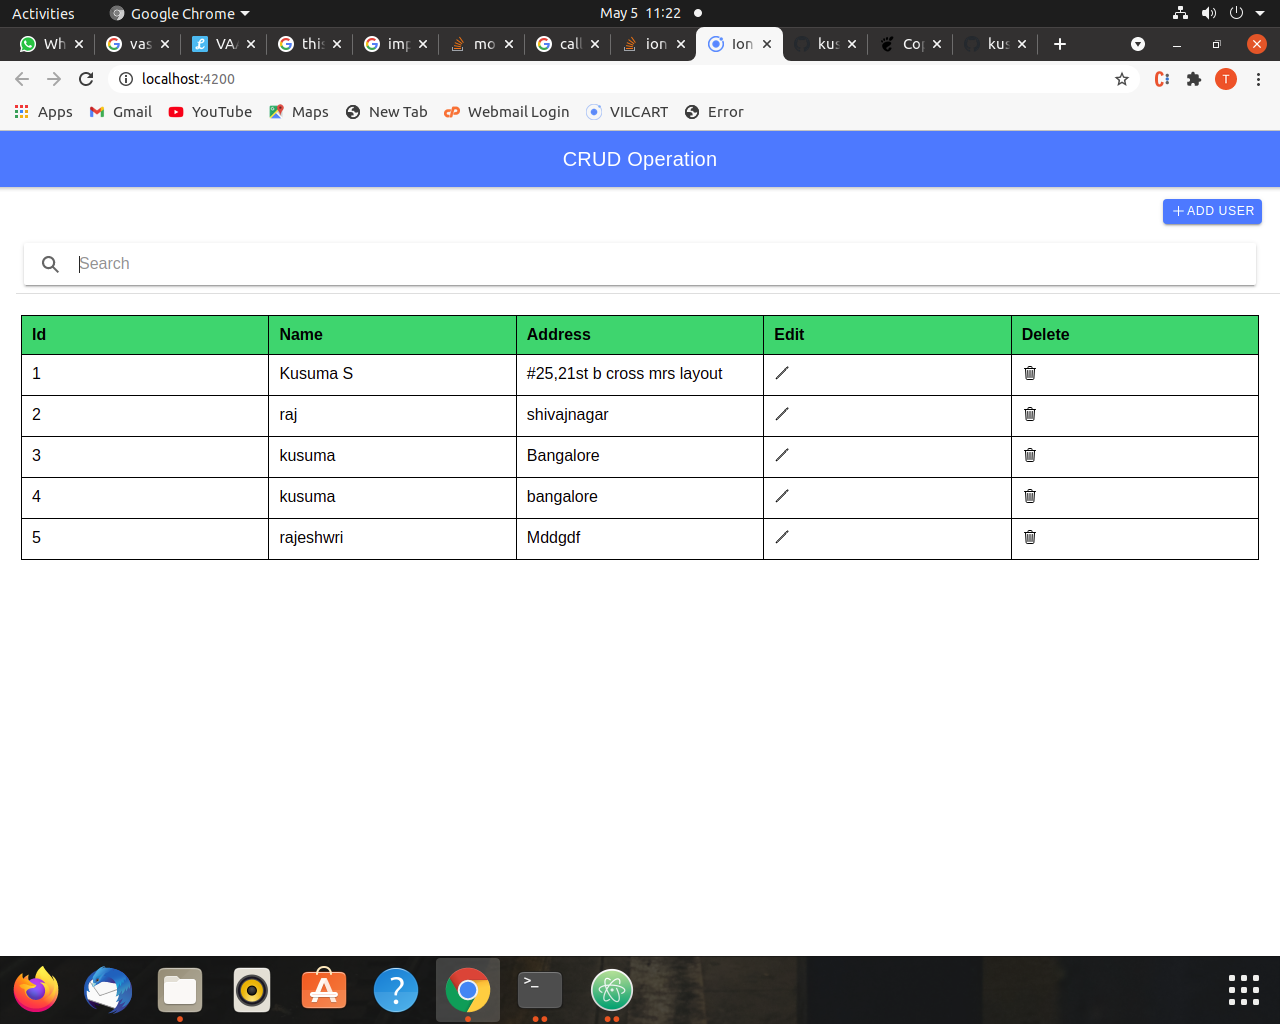 Activities Google Chrome May 5 11:22
Wh vas VA this imp mo call ion Ion kus Cop kus
localhost:4200 T
Apps Gmail YouTube Maps New Tab Webmail Login VILCART Error
CRUD Operation
ADD USER
Search
Id Name Address Edit Delete
1 Kusuma S #25,21st b cross mrs layout
2 raj shivajnagar
3 kusuma Bangalore
4 kusuma bangalore
5 rajeshwri Mddgdf